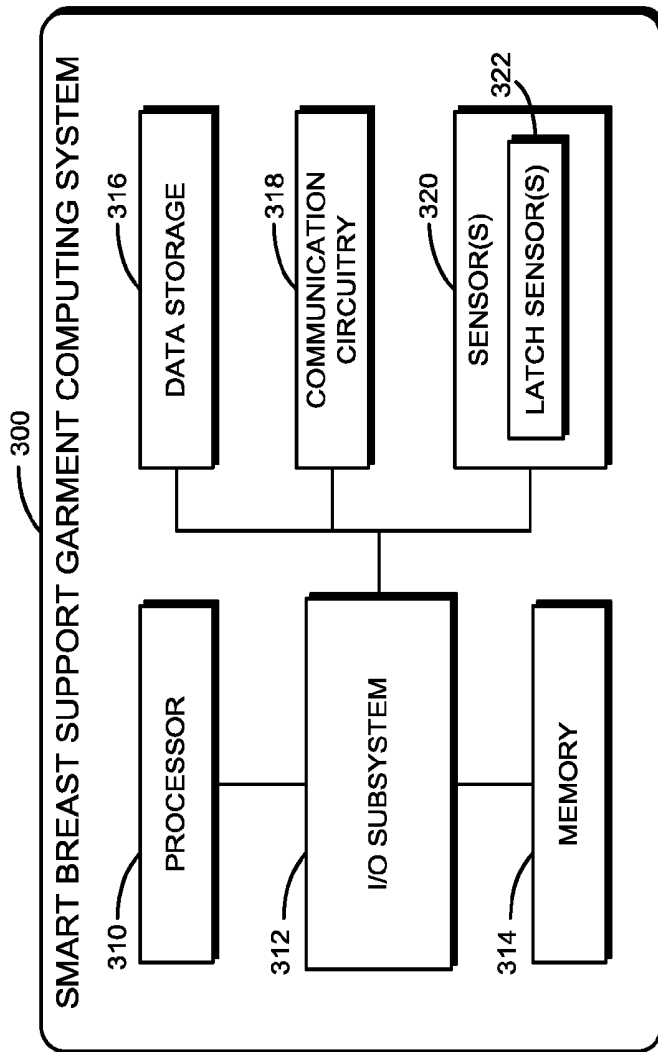 300
SMART BREAST SUPPORT GARMENT COMPUTING SYSTEM
310
PROCESSOR
312
I/O SUBSYSTEM
314
MEMORY
316
DATA STORAGE
318
COMMUNICATION
CIRCUITRY
320
SENSOR(S)
322
LATCH SENSOR(S)